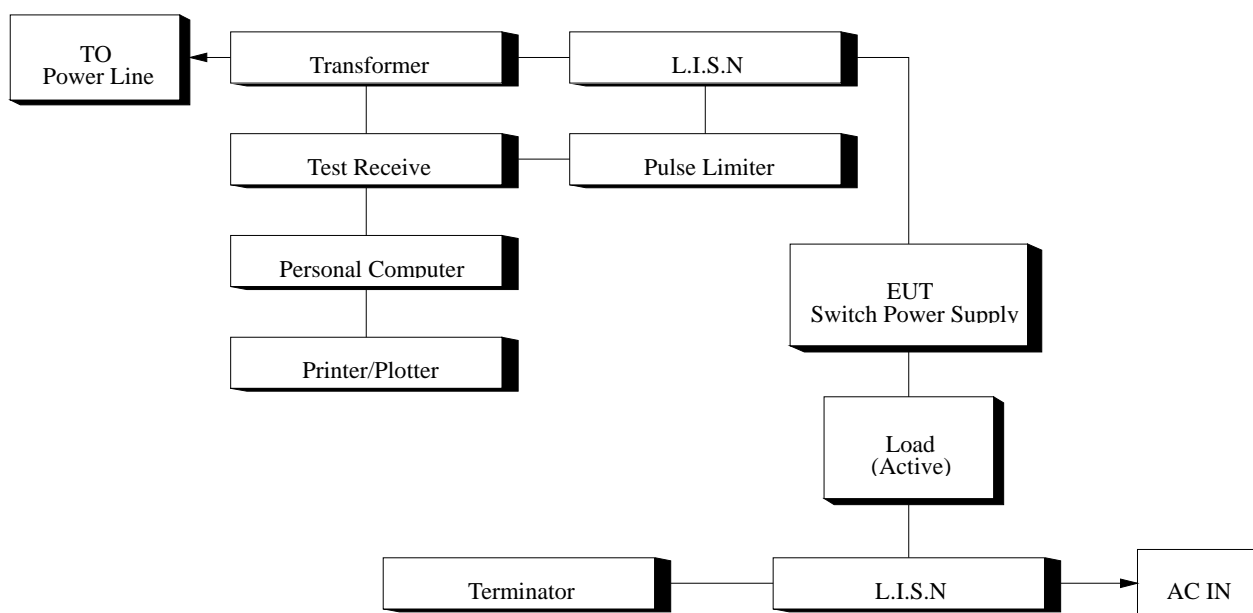 TO
Power Line
Transformer
L.I.S.N
Test Receive
Pulse Limiter
Personal Computer
EUT
Switch Power Supply
Printer/Plotter
Load
(Active)
Terminator
L.I.S.N
AC IN